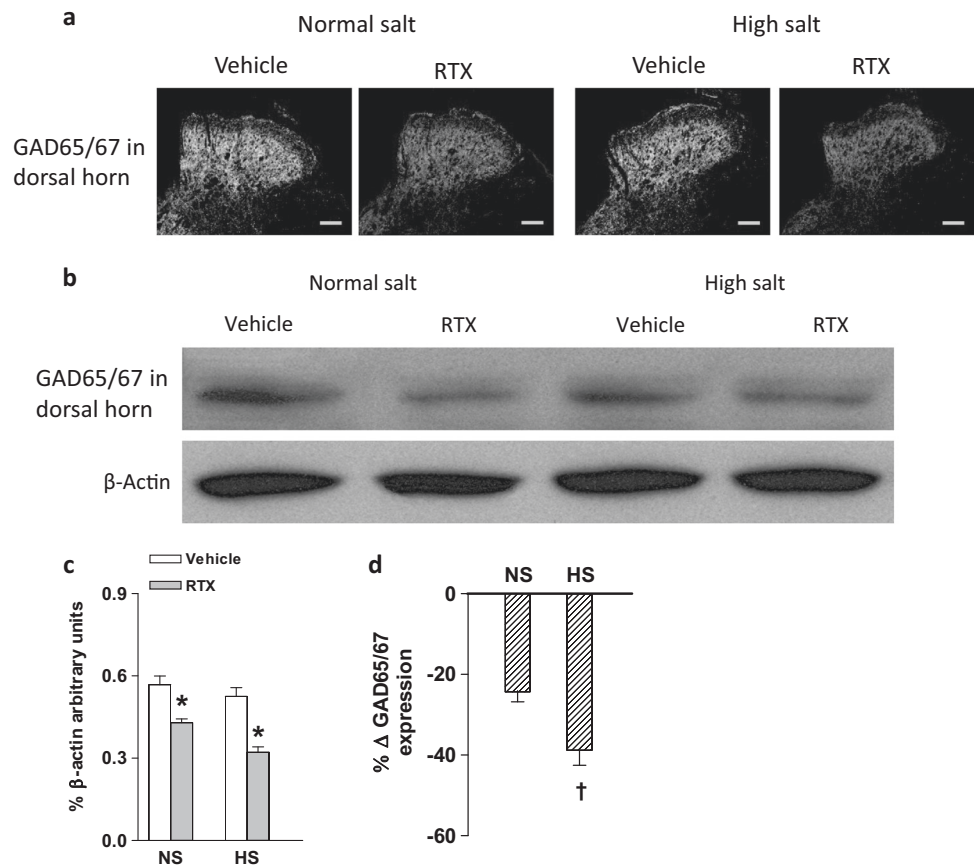 a
Normal salt
High salt
Vehicle
RTX
Vehicle
RTX
GAD65/67 in
dorsal horn
b
Normal salt
High salt
Vehicle
RTX
Vehicle
RTX
GAD65/67 in
dorsal horn
β-Actin
c
Vehicle
RTX
% β-actin arbitrary units
0.9
0.6
0.3
0.0
*
*
NS
HS
d
NS
HS
% Δ GAD65/67
expression
0
-20
-40
-60
†